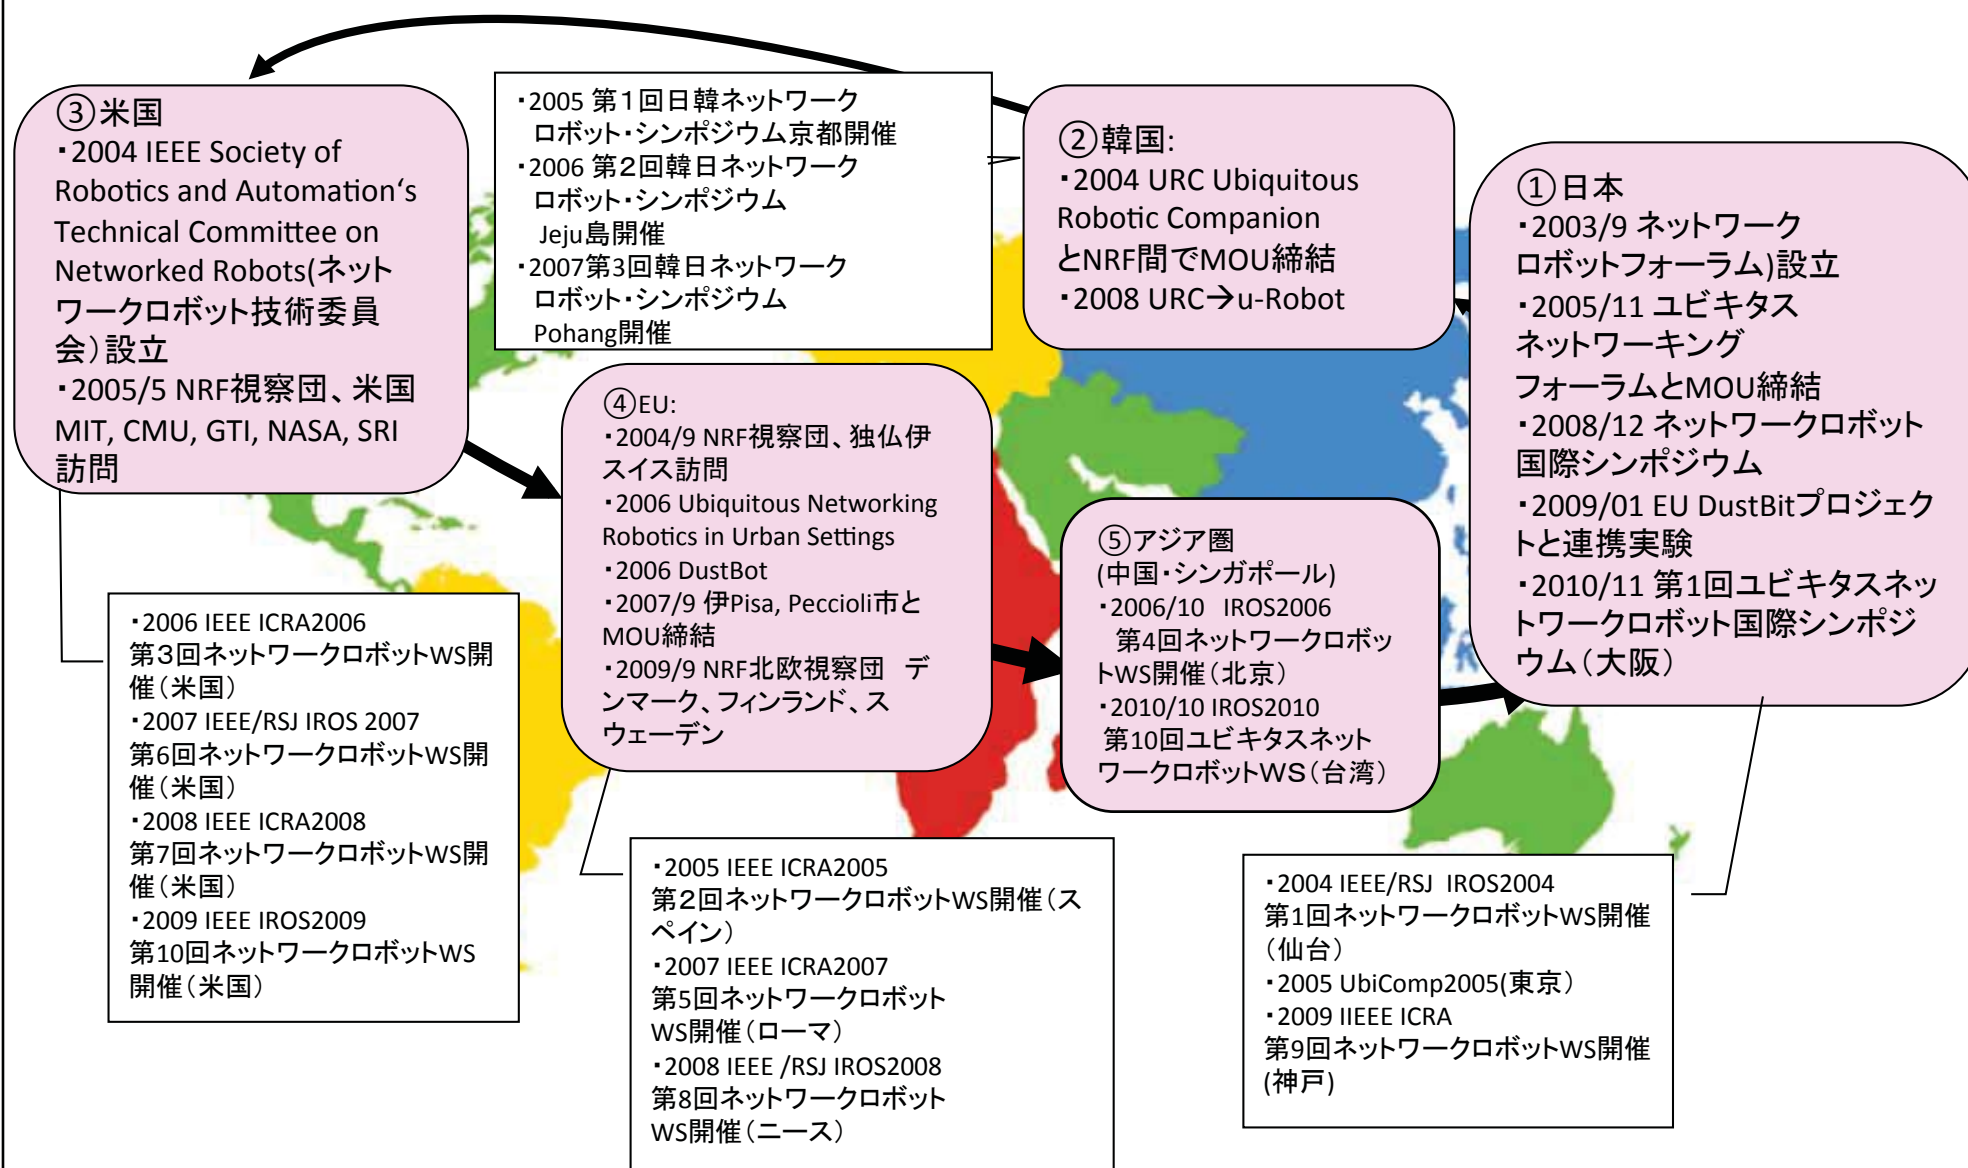 ③米国
・2004 IEEE Society of
Robotics and Automation‘s
Technical Committee on
Networked Robots(ネット
ワークロボット技術委員
会)設立
・2005/5 NRF視察団、米国
MIT, CMU, GTI, NASA, SRI
訪問
・2005 第1回日韓ネットワーク
ロボット・シンポジウム京都開催
・2006 第2回韓日ネットワーク
ロボット・シンポジウム
Jeju島開催
・2007第3回韓日ネットワーク
ロボット・シンポジウム
Pohang開催
②韓国:
・2004 URC Ubiquitous
Robotic Companion
とNRF間でMOU締結
・2008 URC→u-Robot
①日本
・2003/9 ネットワーク
ロボットフォーラム)設立
・2005/11 ユビキタス
ネットワーキング
フォーラムとMOU締結
・2008/12 ネットワークロボット
国際シンポジウム
・2009/01 EU DustBitプロジェク
トと連携実験
・2010/11 第1回ユビキタスネッ
トワークロボット国際シンポジ
ウム(大阪)
④EU:
・2004/9 NRF視察団、独仏伊
スイス訪問
・2006 Ubiquitous Networking
Robotics in Urban Settings
・2006 DustBot
・2007/9 伊Pisa, Peccioli市と
MOU締結
・2009/9 NRF北欧視察団 デ
ンマーク、フィンランド、ス
ウェーデン
⑤アジア圏
(中国・シンガポール)
・2006/10 IROS2006
第4回ネットワークロボッ
トWS開催(北京)
・2010/10 IROS2010
第10回ユビキタスネット
ワークロボットWS(台湾)
・2006 IEEE ICRA2006
第3回ネットワークロボットWS開
催(米国)
・2007 IEEE/RSJ IROS 2007
第6回ネットワークロボットWS開
催(米国)
・2008 IEEE ICRA2008
第7回ネットワークロボットWS開
催(米国)
・2009 IEEE IROS2009
第10回ネットワークロボットWS
開催(米国)
・2005 IEEE ICRA2005
第2回ネットワークロボットWS開催(ス
ペイン)
・2007 IEEE ICRA2007
第5回ネットワークロボット
WS開催(ローマ)
・2008 IEEE /RSJ IROS2008
第8回ネットワークロボット
WS開催(ニース)
・2004 IEEE/RSJ IROS2004
第1回ネットワークロボットWS開催
(仙台)
・2005 UbiComp2005(東京)
・2009 IIEEE ICRA
第9回ネットワークロボットWS開催
(神戸)